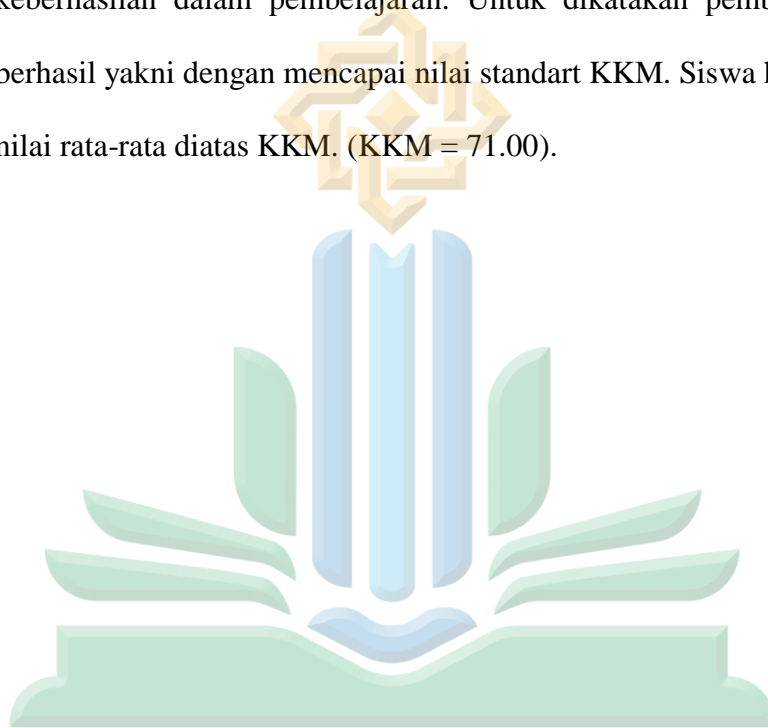 keberhasilan dalam pembelajaran. Untuk dikatakan
berhasil yakni dengan mencapai nilai standart KKM. Siswa
nilai rata-rata diatas KKM. (KKM = 71.00).